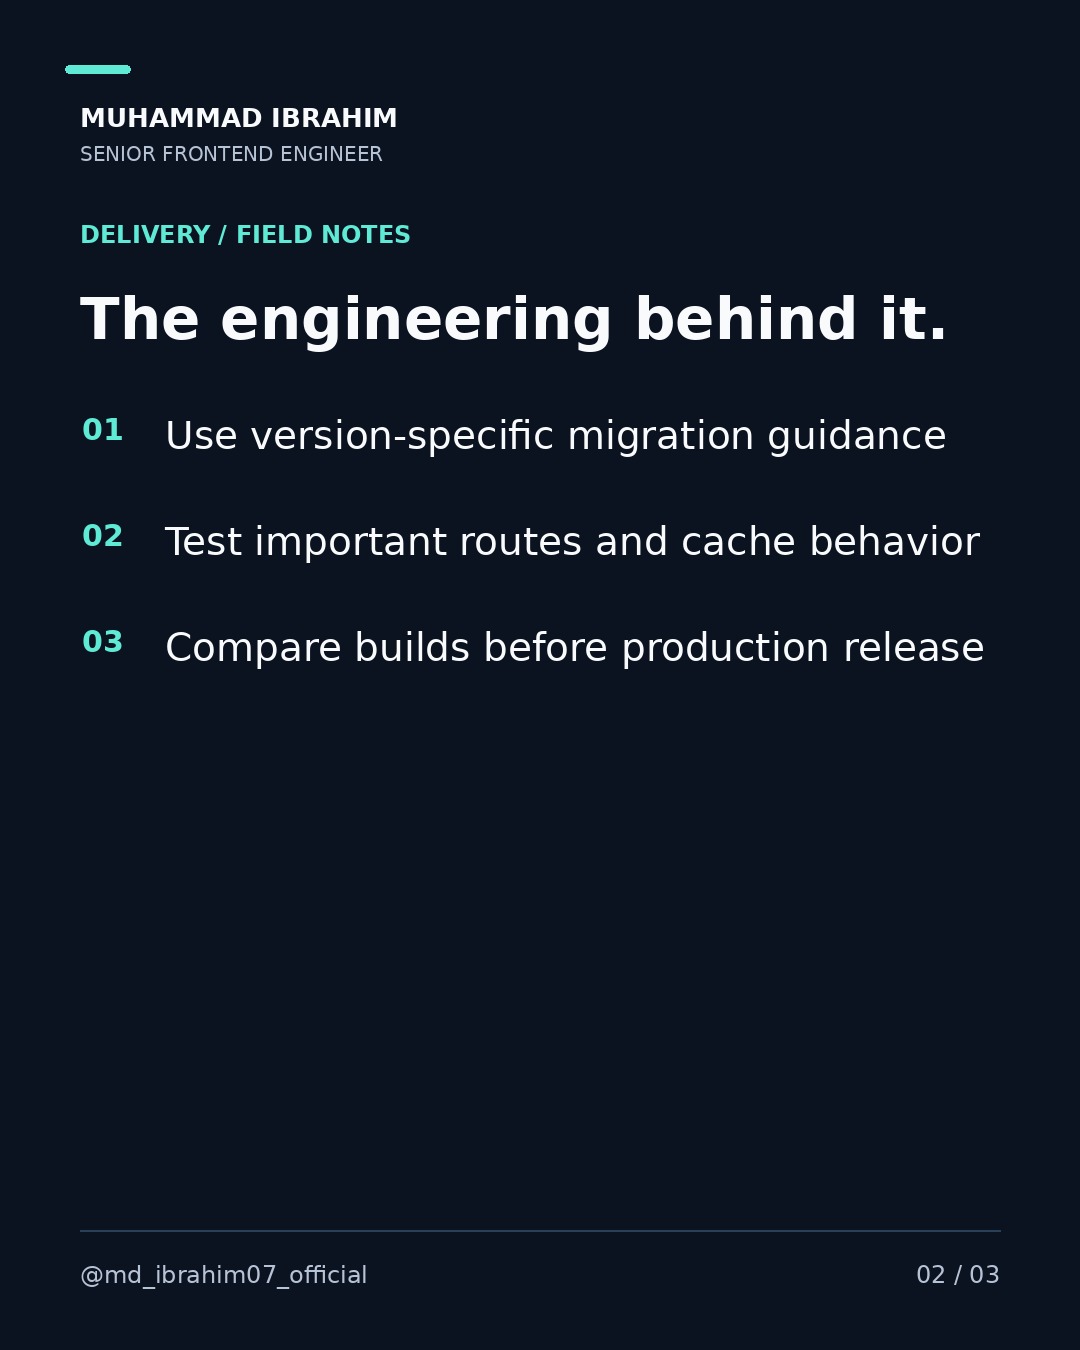 MUHAMMAD IBRAHIM
SENIOR FRONTEND ENGINEER
DELIVERY / FIELD NOTES
The engineering behind it.
01 Use version-specific migration guidance
02 Test important routes and cache behavior
03 Compare builds before production release
@md_ibrahim07_official 02 / 03